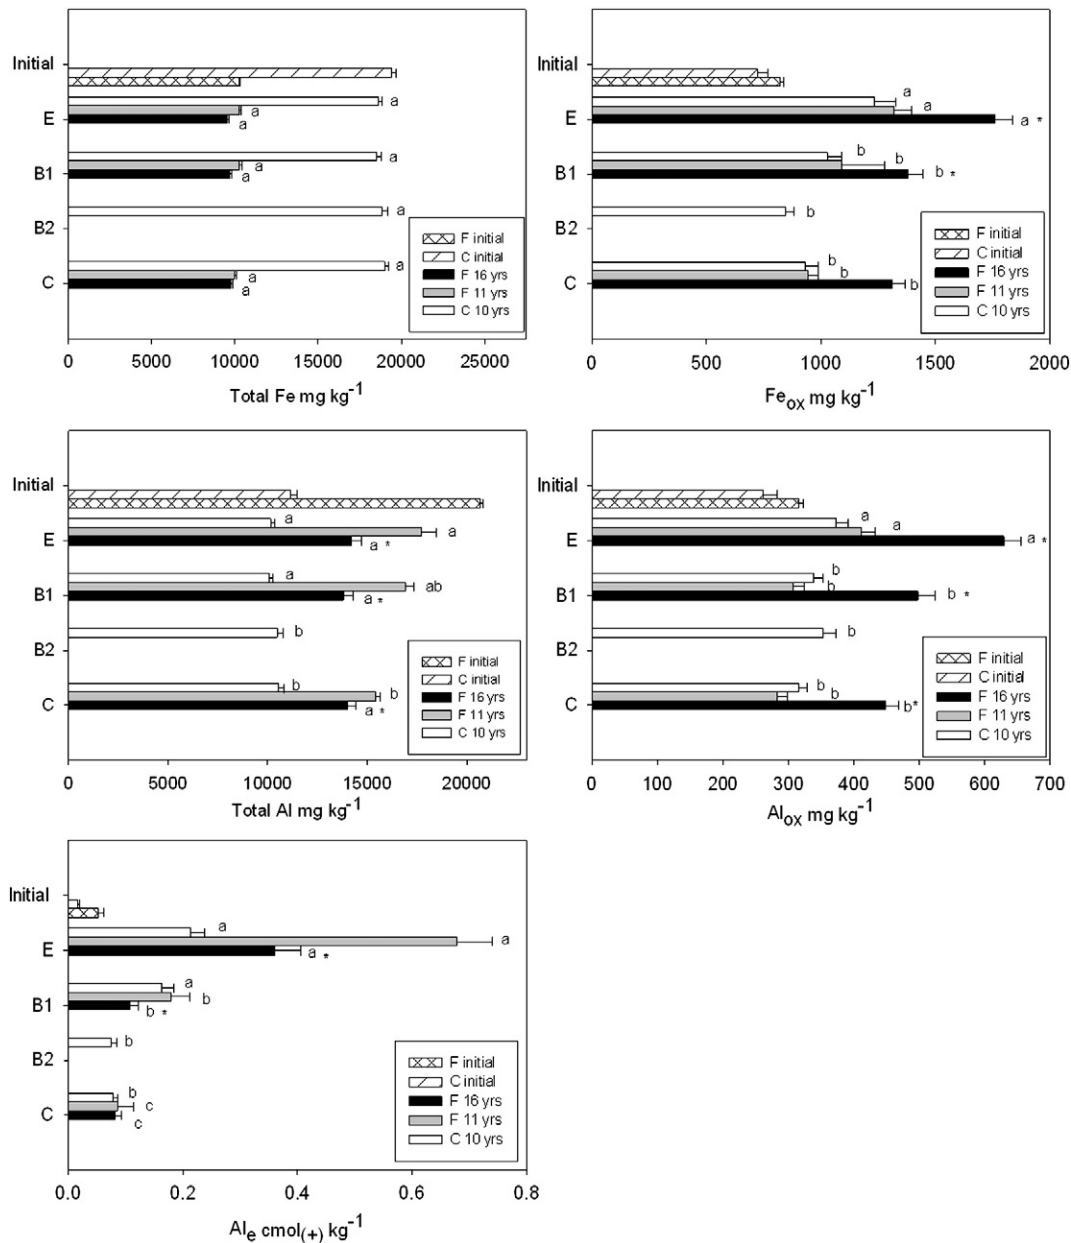 Initial
a
E
a
a
a
B1
a
a
B2
a
a
C
a
a
F initial
C initial
F 16 yrs
F 11 yrs
C 10 yrs
0 5000 10000 15000 20000 25000
Total Fe mg kg-1
Initial
a
a
E
a *
b
b
B1
b *
B2
b
b
b
C
b
F initial
C initial
F 16 yrs
F 11 yrs
C 10 yrs
0 500 1000 1500 2000
Feox mg kg-1
Initial
a
a
E
a *
a
ab
B1
a *
b
B2
b
b
C
a *
F initial
C initial
F 16 yrs
F 11 yrs
C 10 yrs
0 5000 10000 15000 20000
Total Al mg kg-1
Initial
a
a
E
a *
b
b
B1
b *
b
B2
b
b
C
b*
F initial
C initial
F 16 yrs
F 11 yrs
C 10 yrs
0 100 200 300 400 500 600 700
Alox mg kg-1
Initial
a
a
E
a *
a
b
B1
b *
b
B2
b
c
C
c
F initial
C initial
F 16 yrs
F 11 yrs
C 10 yrs
0.0 0.2 0.4 0.6 0.8
Ale cmol(+) kg-1